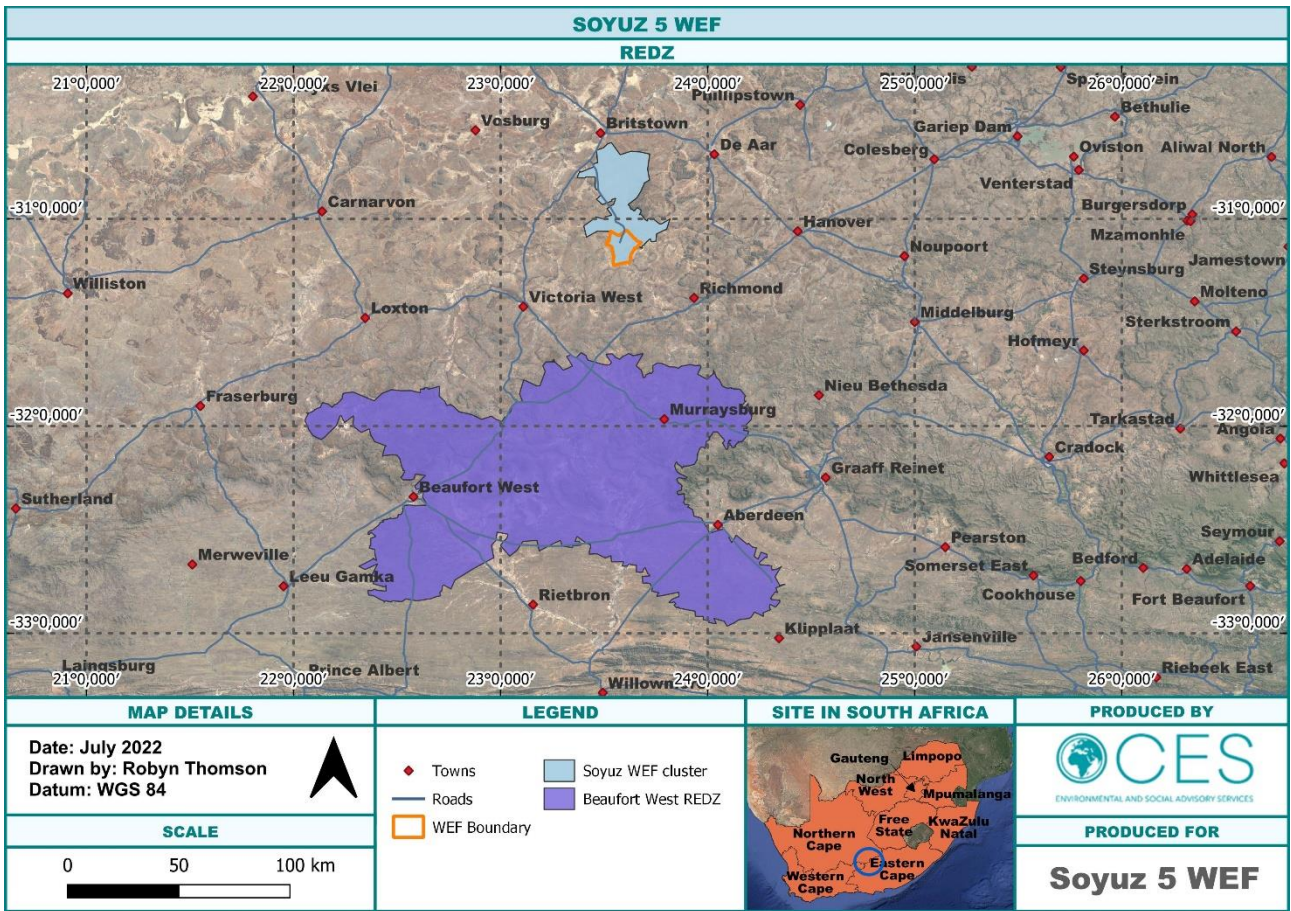 SOYUZ 5 WEF
REDZ
21°0,000′ 22°0,000′ 23°0,000′ 24°0,000′ 25°0,000′ 26°0,000′
Vlei
Phillipstown
Vosburg
Britstown
Bethulie
Gariep Dam
De Aar
Colesberg
Oviston
Aliwal North
Venterstad
-31°0,000′ -31°0,000′
Carnarvon
Burgersdorp
Hanover
Mzamonhle
Noupoort
Jamestown
Williston
Steynsburg
Victoria West
Richmond
Molteno
Loxton
Middelburg
Sterkstroom
Hofmeyr
Nieu Bethesda
Fraserburg
-32°0,000′ -32°0,000′
Murraysburg
Tarkastad
Angola
Cradock
Graaff Reinet
Whittlesea
Beaufort West
Sutherland
Aberdeen
Seymour
Pearston
Merweville
Somerset East
Bedford
Adelaide
Leeu Gamka
Cookhouse
Fort Beaufort
Rietbron
-33°0,000′ -33°0,000′
Klipplaat
Jansenville
Laingsburg
Prince Albert
Riebeek East
21°0,000′ 22°0,000′ 23°0,000′ 24°0,000′ 25°0,000′ 26°0,000′
MAP DETAILS
Date: July 2022
Drawn by: Robyn Thomson
Datum: WGS 84
SCALE
0 50 100 km
LEGEND
Towns
Roads
WEF Boundary
Soyuz WEF cluster
Beaufort West REDZ
SITE IN SOUTH AFRICA
Gauteng
Limpopo
North
West
Mpumalanga
Free
State
KwaZulu
Natal
Northern
Cape
Eastern
Cape
Western
Cape
PRODUCED BY
CES
ENVIRONMENTAL AND SOCIAL ADVISORY SERVICES
PRODUCED FOR
Soyuz 5 WEF